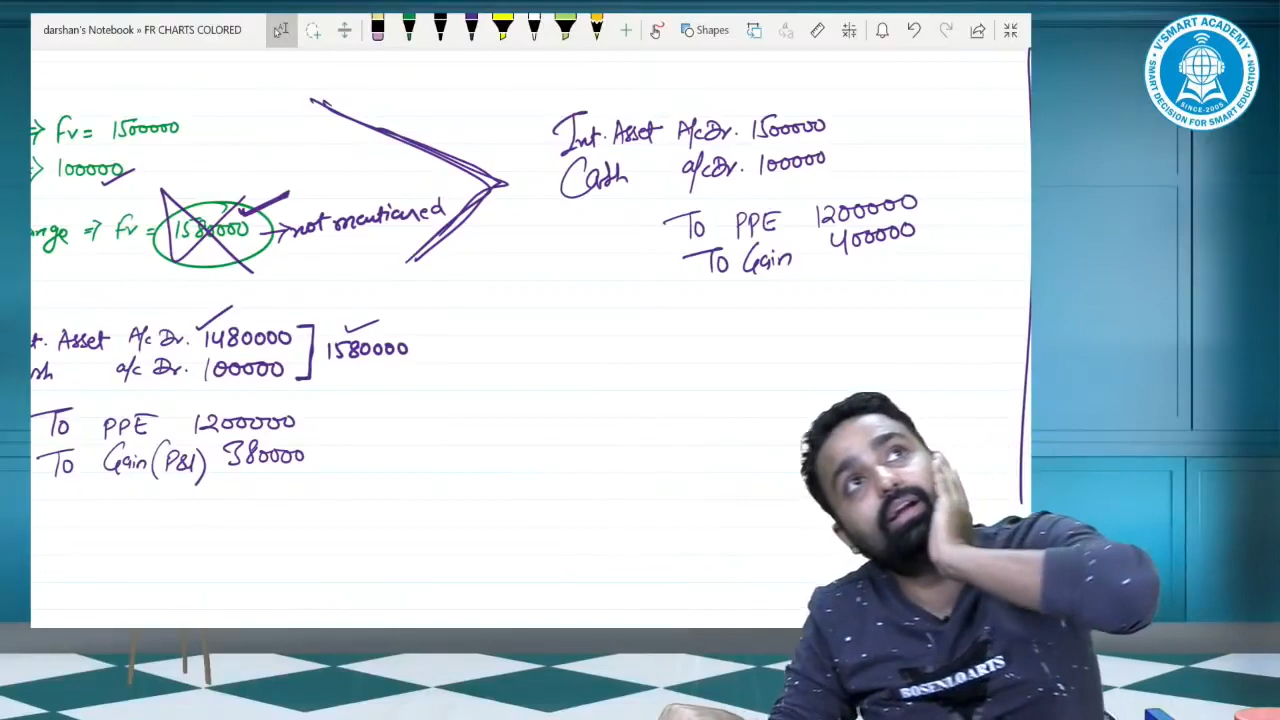 darshan's Notebook » FR CHARTS COLORED
Shapes
V'SMART ACADEMY
SINCE-2005
SMART DECISION FOR SMART EDUCATION
⇒ FV = 1500000
⇒ 100000
nge ⇒ FV = 1580000 → not mentioned
t. Asset A/c Dr. 1480000
sh a/c Dr. 100000
1580000
To PPE 1200000
To Gain (P&L) 380000
Int. Asset A/c Dr. 1500000
Cash a/c Dr. 100000
To PPE 1200000
To Gain 400000
BOSENLOARTS